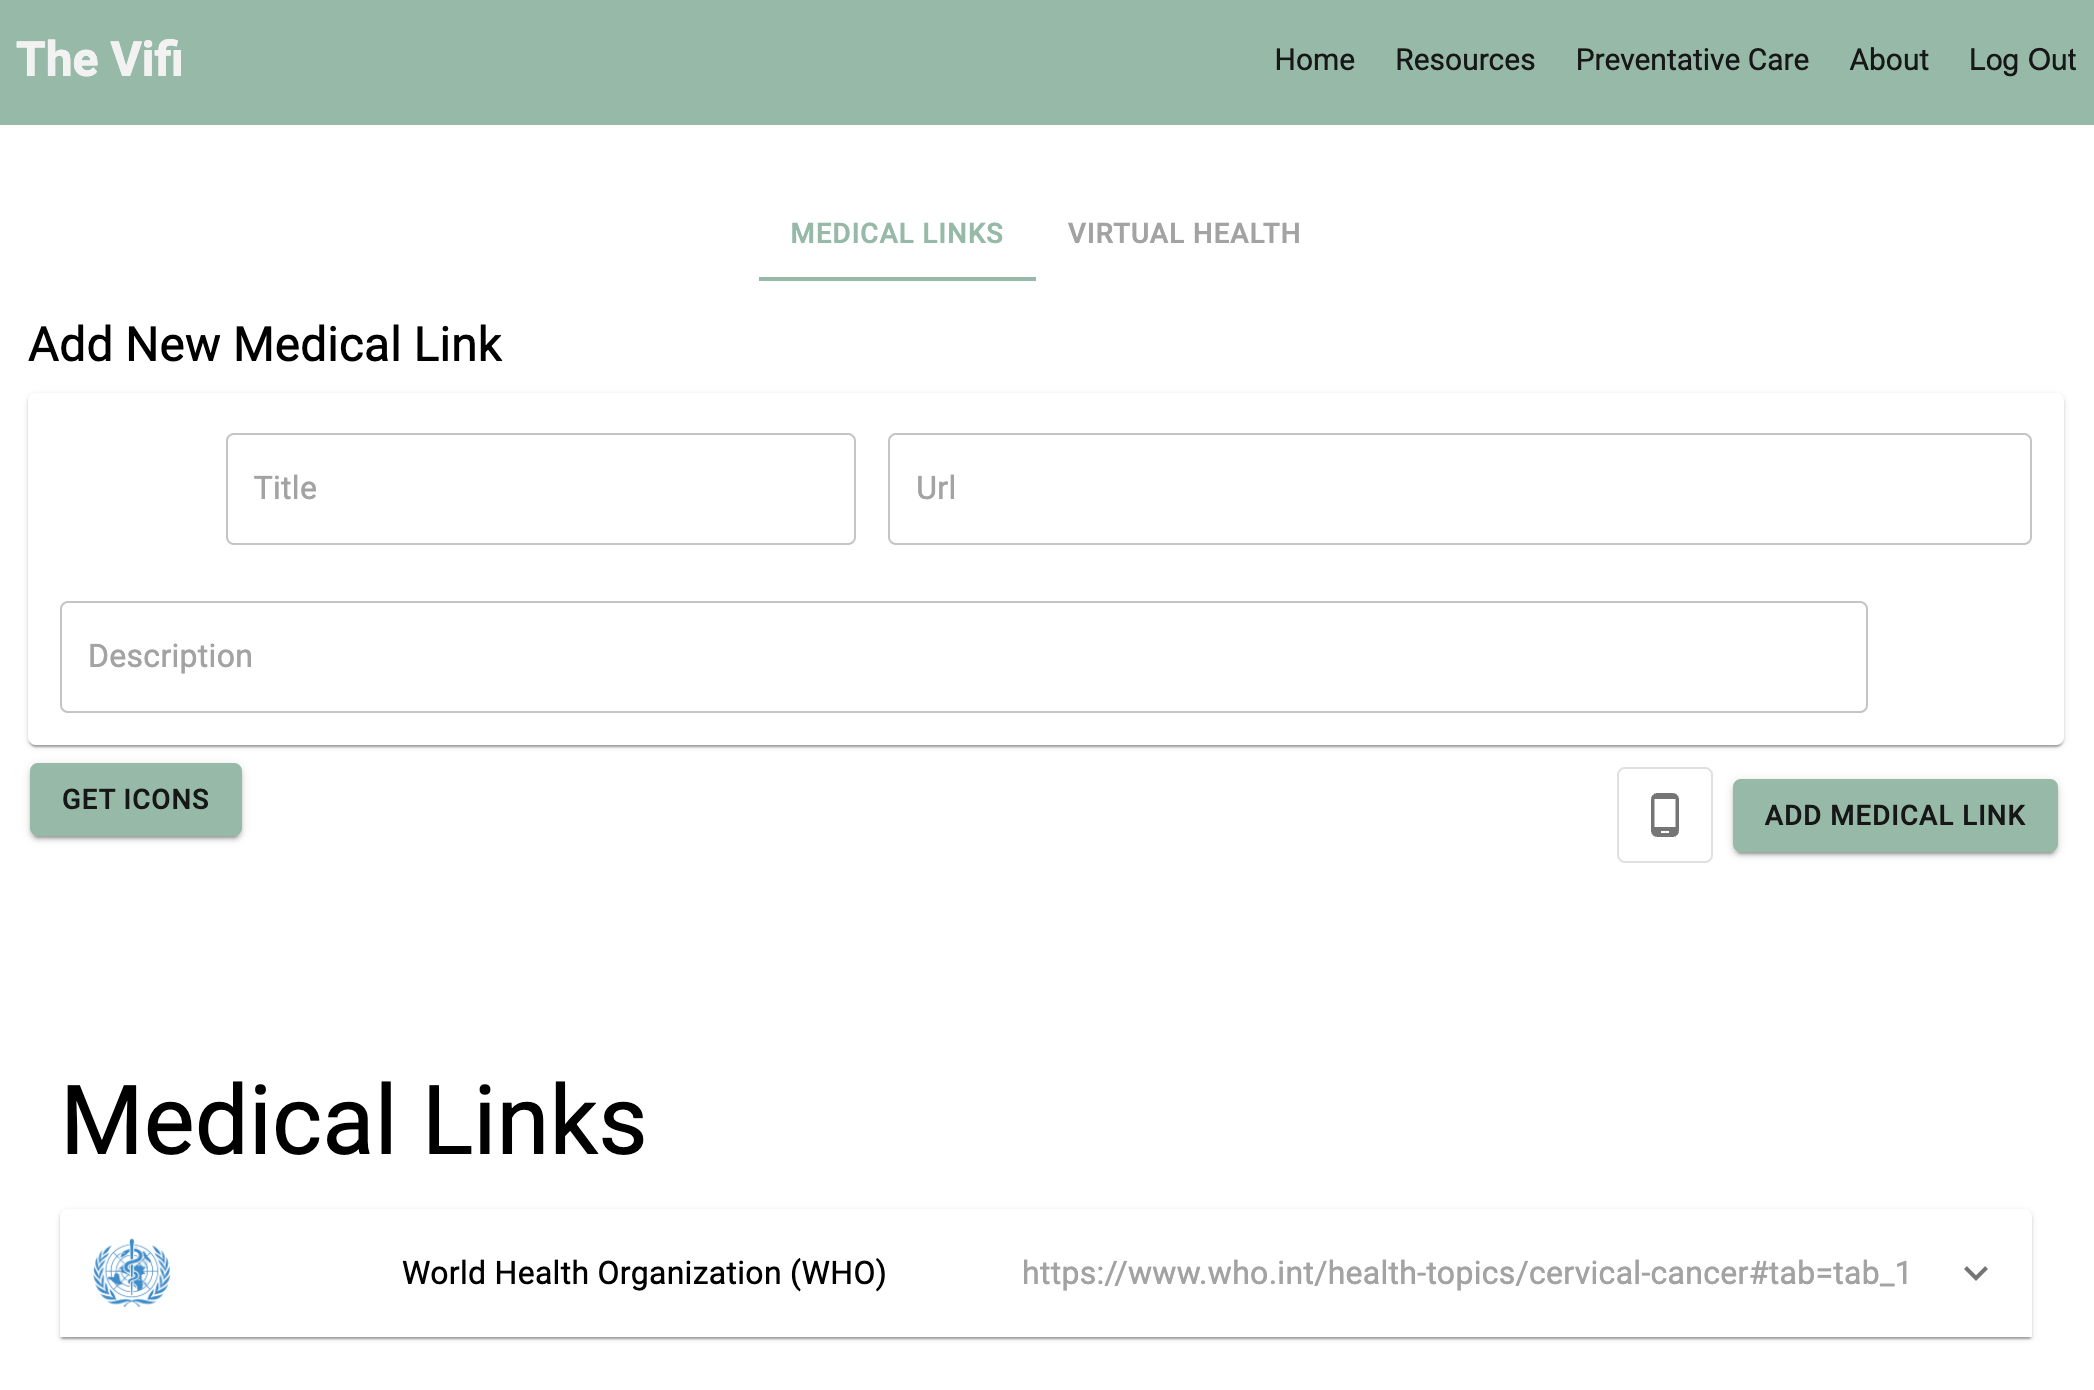 The Vifi
Home Resources Preventative Care About Log Out
MEDICAL LINKS VIRTUAL HEALTH
Add New Medical Link
Title Url
Description
GET ICONS ADD MEDICAL LINK
Medical Links
World Health Organization (WHO) https://www.who.int/health-topics/cervical-cancer#tab=tab_1